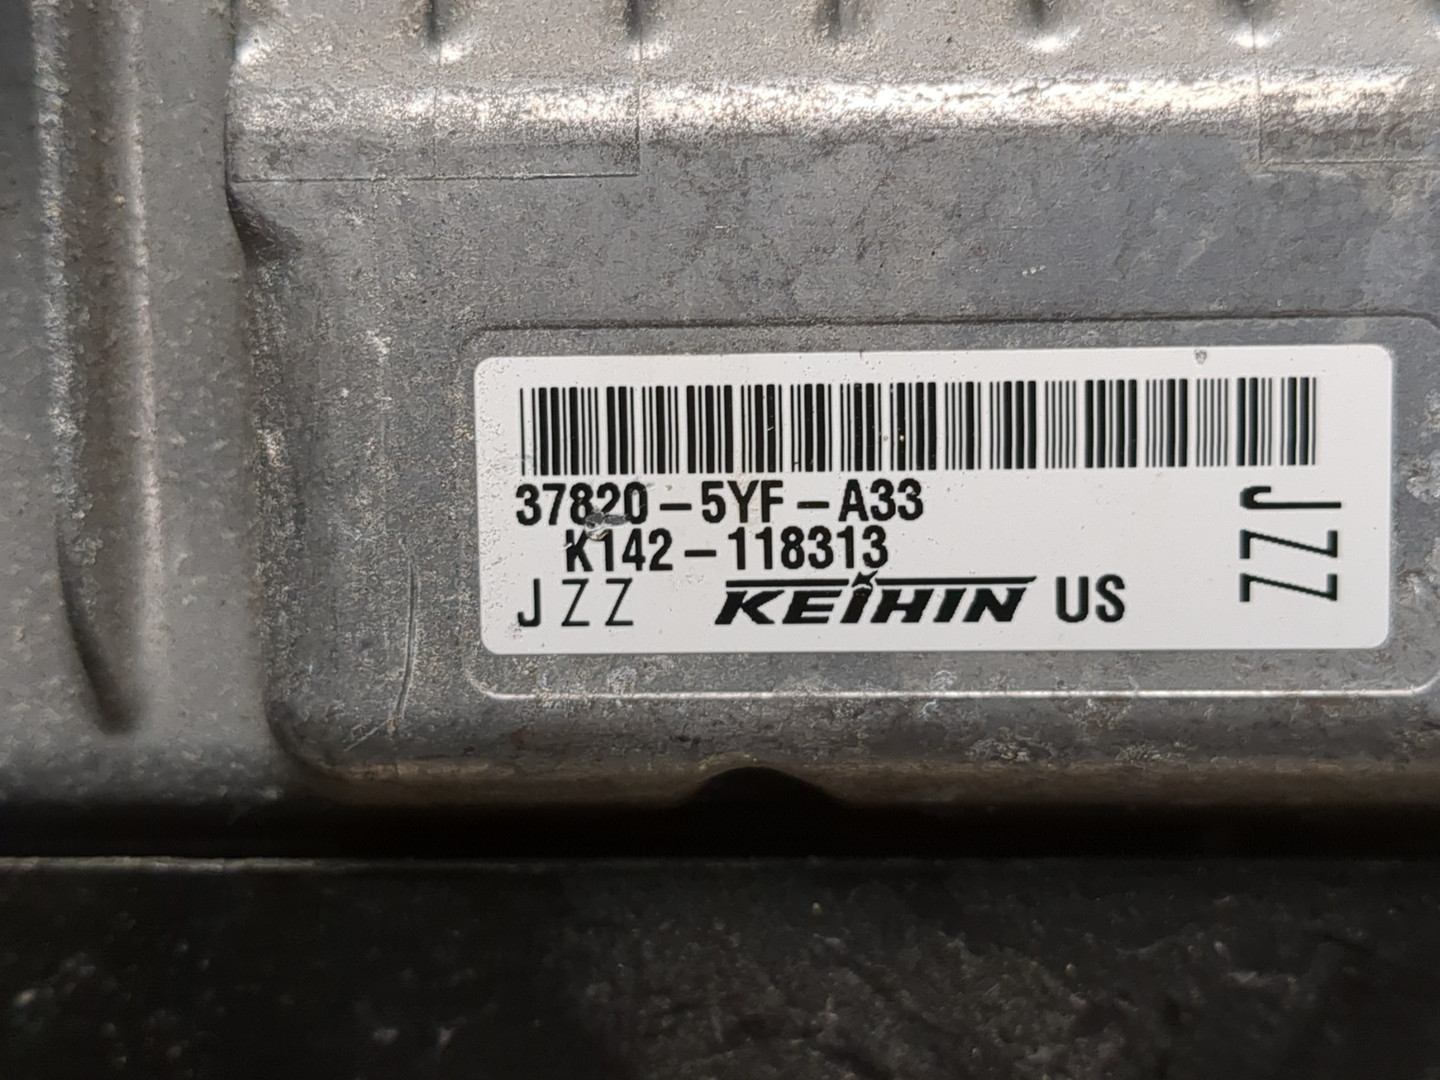 37820-5YF-A33
K142-118313
JZZ KEIHIN US
JZZ